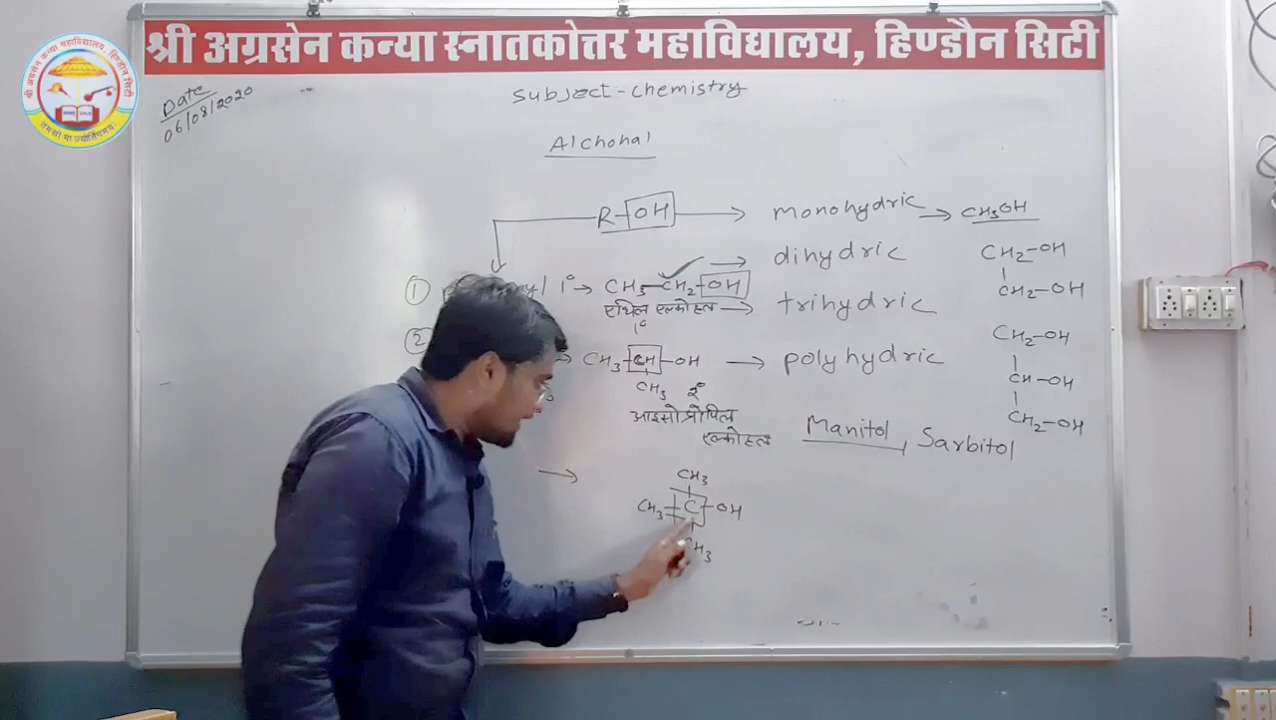 श्री अग्रसेन कन्या स्नातकोत्तर महाविद्यालय, हिण्डौन सिटी
Date
06/08/2020
Subject-chemistry
Alchohal
R-OH → monohydric → CH₃OH
→ dihydric
CH₂-OH
CH₂-OH
① 1° → CH₃-CH₂-OH
एथिल एल्कोहल
1°
→ trihydric
CH₂-OH
CH-OH
CH₂-OH
② → CH₃-CH-OH
CH₃ 2°
आइसोप्रोपिल
एल्कोहल
→ polyhydric
Manitol, Sarbitol
→
CH₃
CH₃-C-OH
CH₃